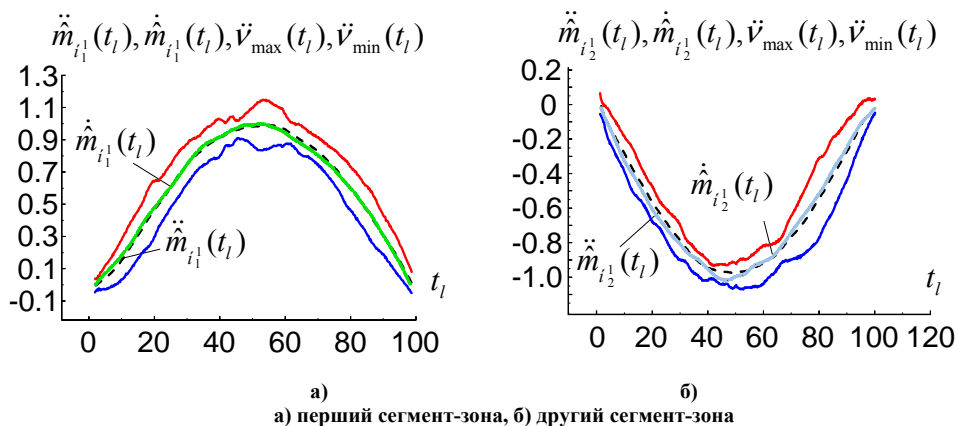 m̈̂_{i_1^1}(t_l), ṁ̂_{i_1^1}(t_l), v̈_max(t_l), v̈_min(t_l)
1.3
1.1
0.9
0.7
0.5
0.3
0.1
-0.1
ṁ̂_{i_1^1}(t_l)
m̈̂_{i_1^1}(t_l)
t_l
0 20 40 60 80 100
m̈̂_{i_2^1}(t_l), ṁ̂_{i_2^1}(t_l), v̈_max(t_l), v̈_min(t_l)
0
-0.2
-0.4
-0.6
-0.8
-1.0
ṁ̂_{i_2^1}(t_l)
m̈̂_{i_2^1}(t_l)
t_l
0 20 40 60 80 100 120
а) б)
а) перший сегмент-зона, б) другий сегмент-зона